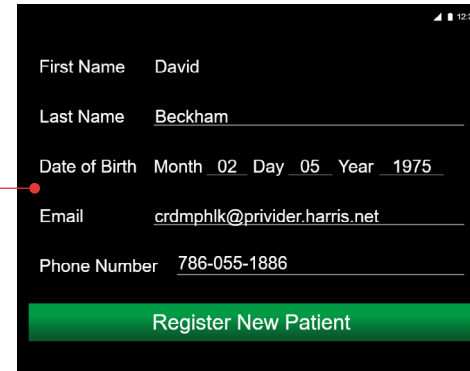 First Name David
Last Name Beckham
Date of Birth Month 02 Day 05 Year 1975
Email crdmphlk@privider.harris.net
Phone Number 786-055-1886
Register New Patient